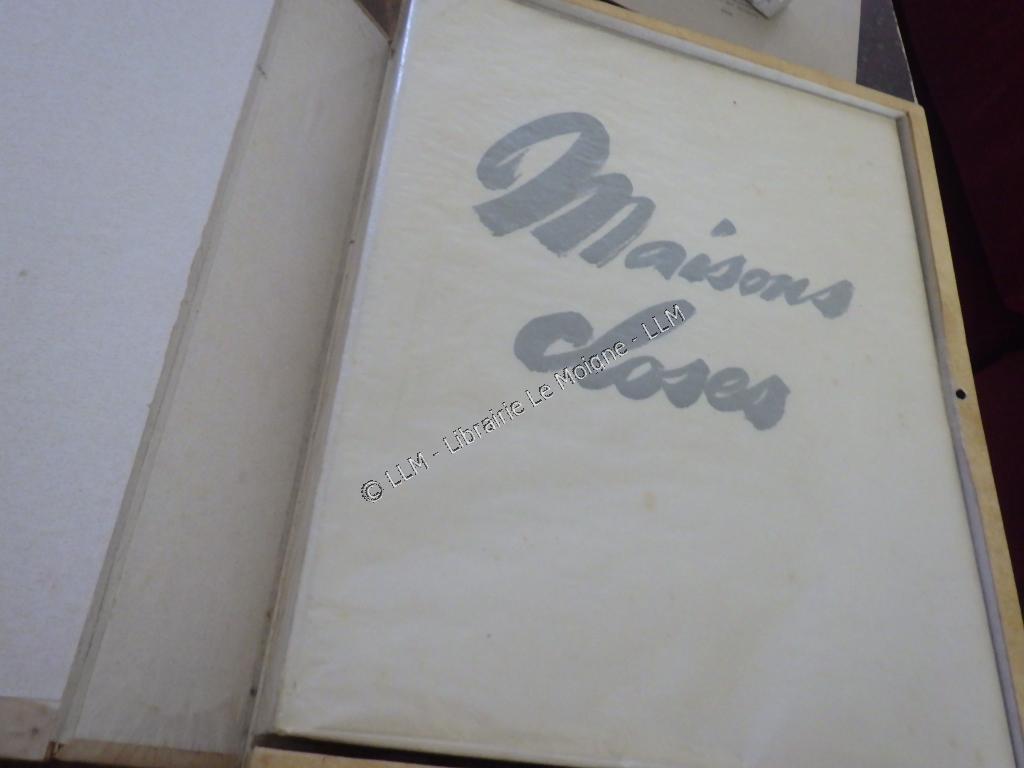 Maisons
closes
© LLM - Librairie Le Moigne - LLM